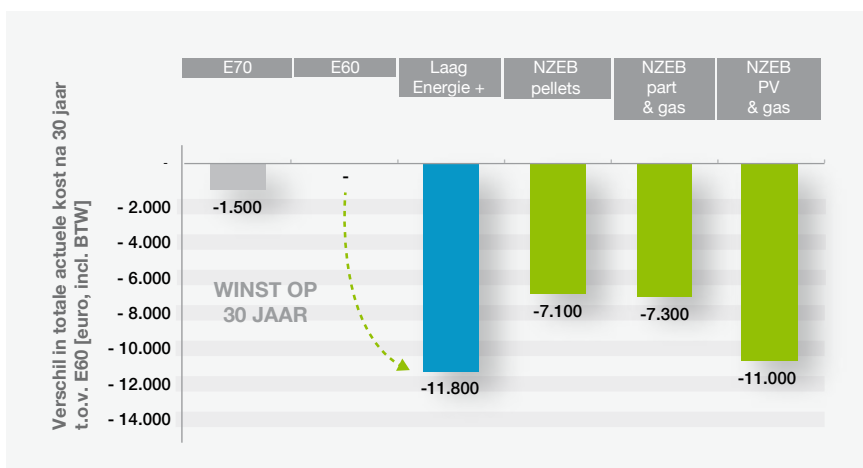 E70
E60
Laag
Energie +
NZEB
pellets
NZEB
part
& gas
NZEB
PV
& gas
Verschil in totale actuele kost na 30 jaar
t.o.v. E60 [euro, incl. BTW]
-
- 2.000
- 4.000
- 6.000
- 8.000
- 10.000
- 12.000
- 14.000
-1.500
-
-11.800
-7.100
-7.300
-11.000
WINST OP
30 JAAR